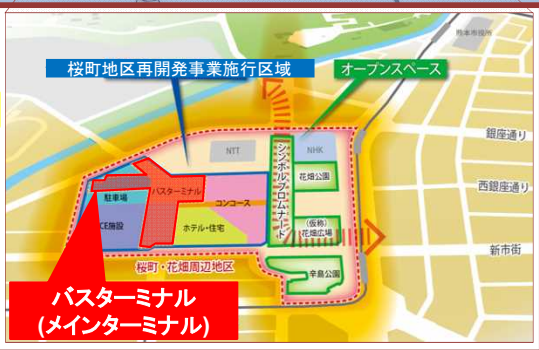 熊本市役所
桜町地区再開発事業施行区域
オープンスペース
銀座通り
NTT
シンボルプロムナード
NHK
花畑公園
西銀座通り
駐車場
バスターミナル
コンコース
CE施設
ホテル・住宅
(仮称)
花畑広場
新市街
桜町・花畑周辺地区
辛島公園
バスターミナル
(メインターミナル)